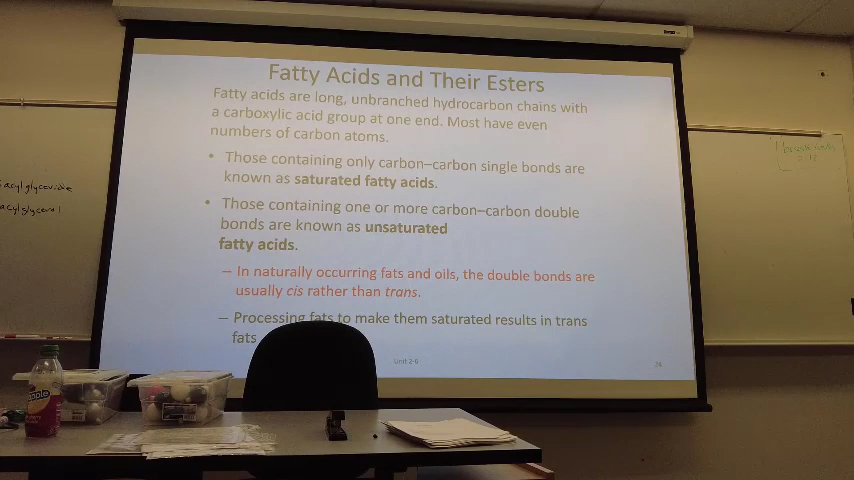 Fatty Acids and Their Esters
Fatty acids are long, unbranched hydrocarbon chains with
a carboxylic acid group at one end. Most have even
numbers of carbon atoms.
• Those containing only carbon–carbon single bonds are
known as saturated fatty acids.
• Those containing one or more carbon–carbon double
bonds are known as unsaturated
fatty acids.
– In naturally occurring fats and oils, the double bonds are
usually cis rather than trans.
– Processing fats to make them saturated results in trans
fats
acylglyceride
acylglycerol
apple